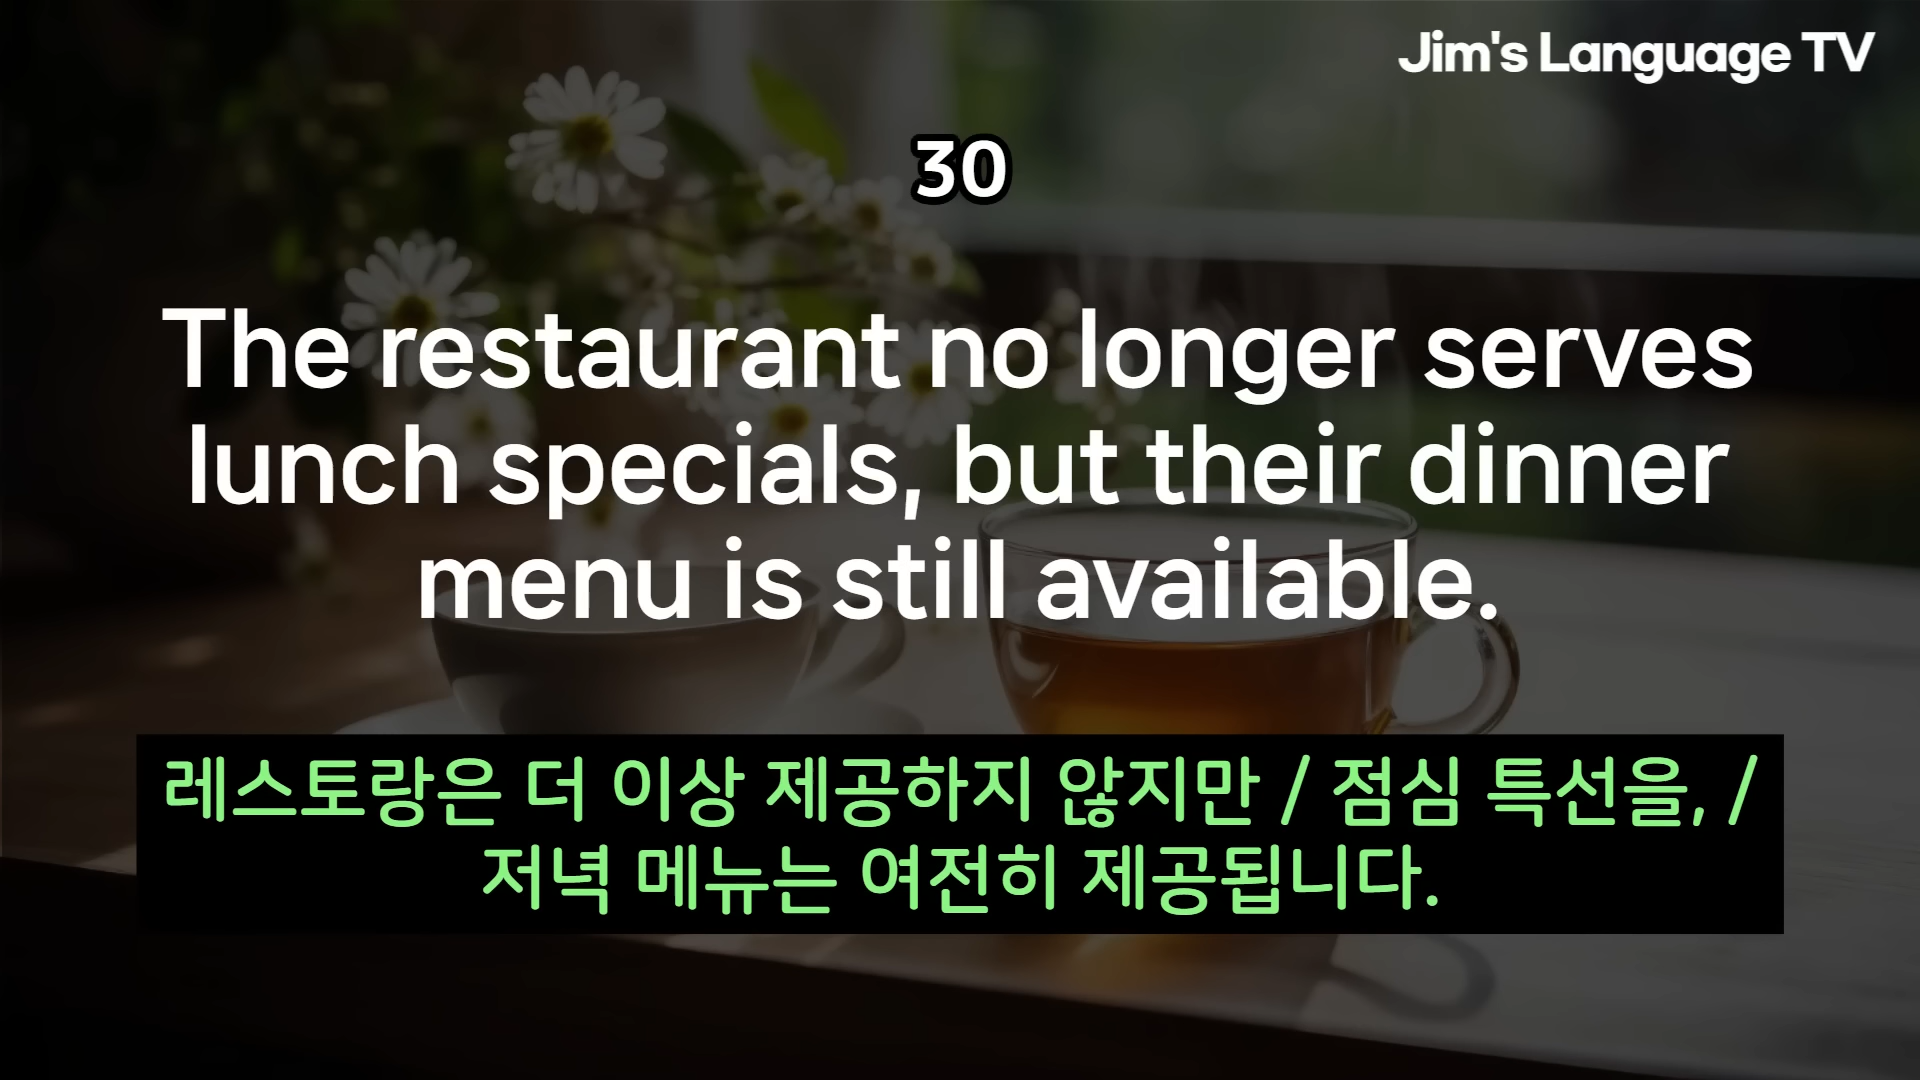 Jim's Language TV
30
The restaurant no longer serves
lunch specials, but their dinner
menu is still available.
레스토랑은 더 이상 제공하지 않지만 / 점심 특선을, /
저녁 메뉴는 여전히 제공됩니다.